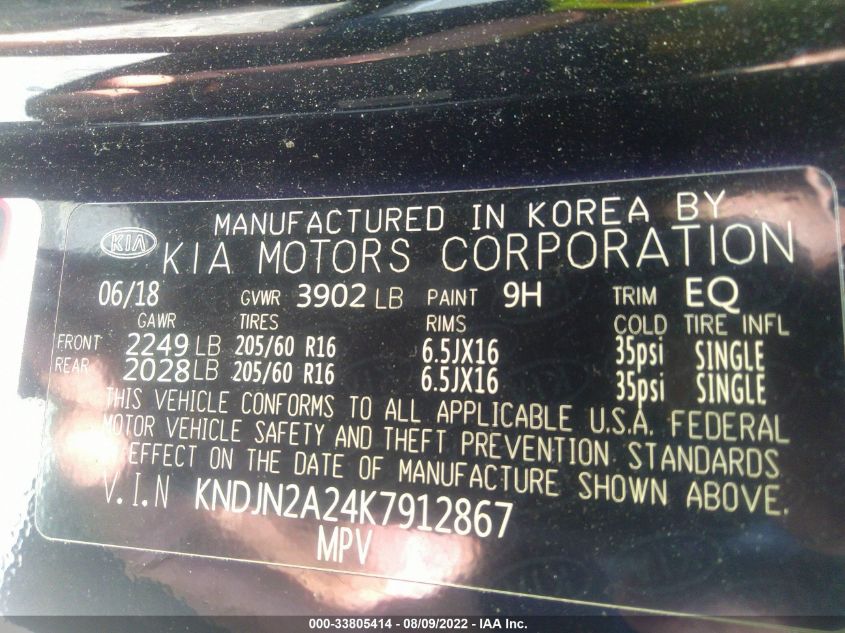 MANUFACTURED IN KOREA BY
KIA KIA MOTORS CORPORATION
06/18 GVWR 3902 LB PAINT 9H TRIM EQ
GAWR TIRES RIMS COLD TIRE INFL
FRONT 2249 LB 205/60 R16 6.5JX16 35psi SINGLE
REAR 2028 LB 205/60 R16 6.5JX16 35psi SINGLE
THIS VEHICLE CONFORMS TO ALL APPLICABLE U.S.A. FEDERAL
MOTOR VEHICLE SAFETY AND THEFT PREVENTION STANDARDS
EFFECT ON THE DATE OF MANUFACTURE SHOWN ABOVE.
V.I.N KNDJN2A24K7912867
MPV
000-33805414 - 08/09/2022 - IAA Inc.